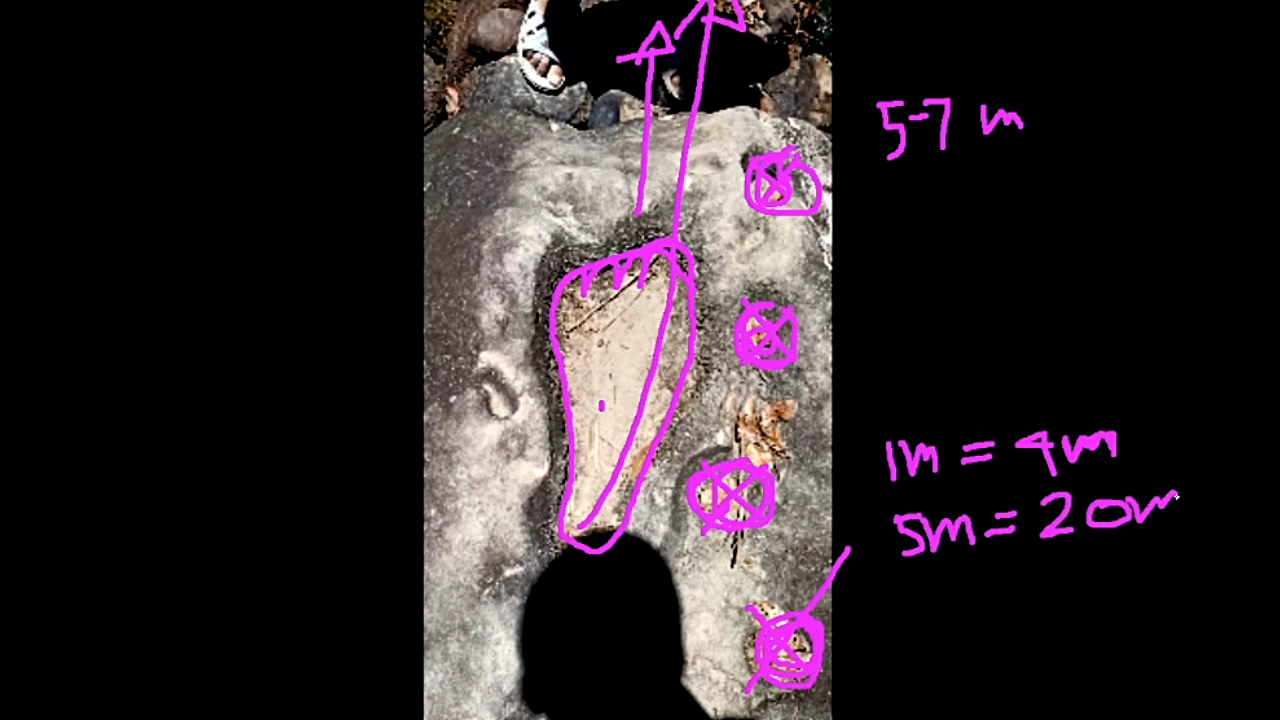 5-7 m
1m = 4m
5m = 20m